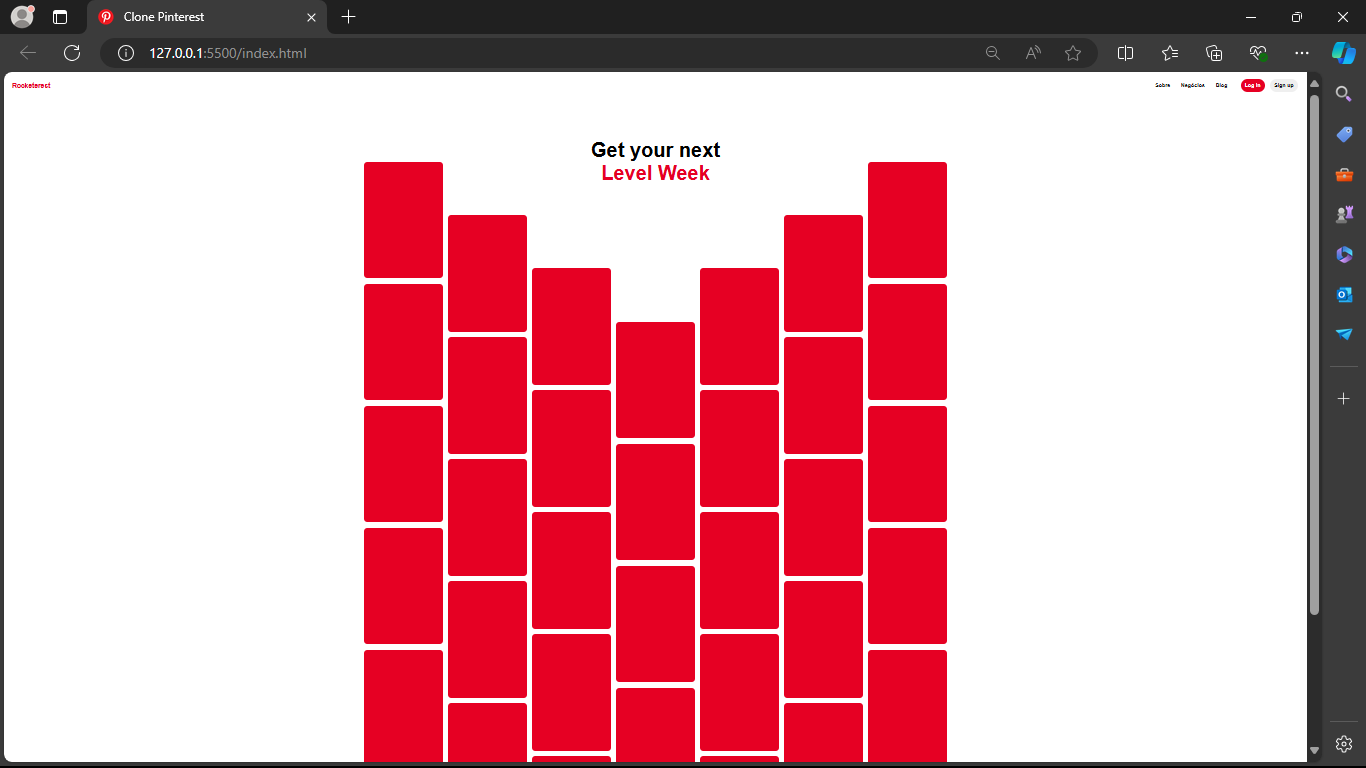 Clone Pinterest
127.0.0.1:5500/index.html
Rocketerest
Sobre Negócios Blog Log in Sign up
Get your next
Level Week